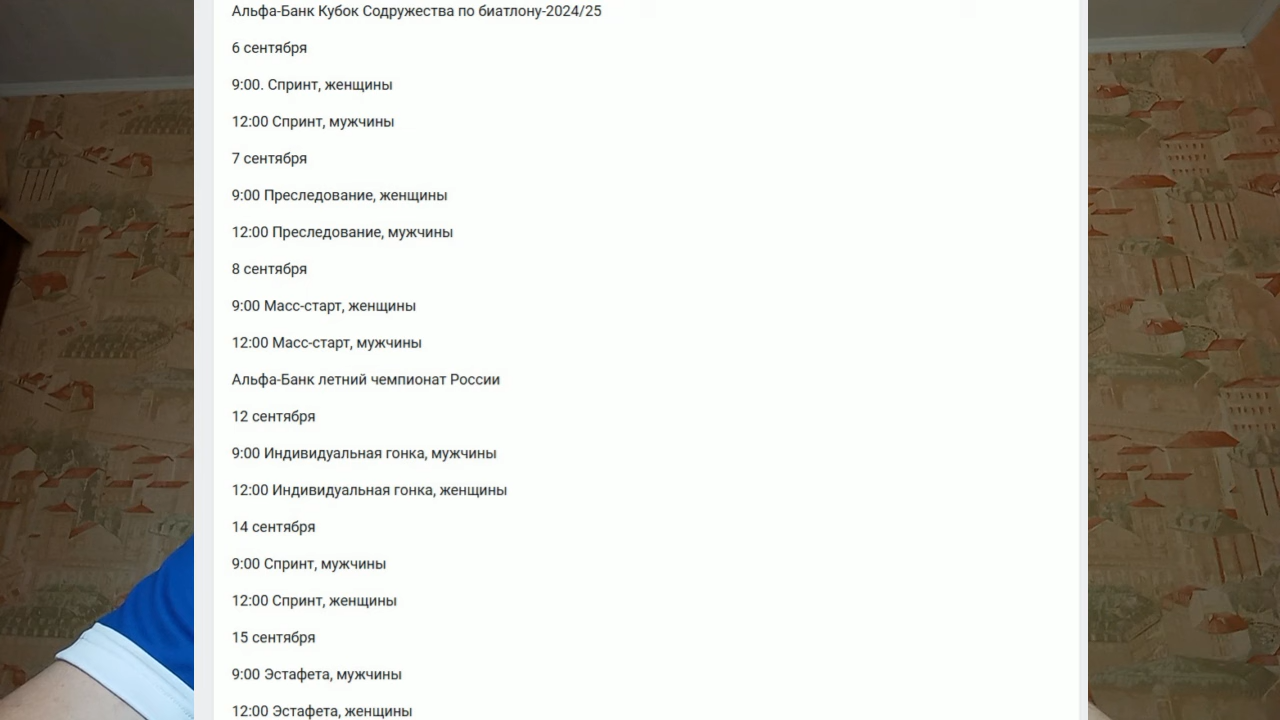 Альфа-Банк Кубок Содружества по биатлону-2024/25
6 сентября
9:00. Спринт, женщины
12:00 Спринт, мужчины
7 сентября
9:00 Преследование, женщины
12:00 Преследование, мужчины
8 сентября
9:00 Масс-старт, женщины
12:00 Масс-старт, мужчины
Альфа-Банк летний чемпионат России
12 сентября
9:00 Индивидуальная гонка, мужчины
12:00 Индивидуальная гонка, женщины
14 сентября
9:00 Спринт, мужчины
12:00 Спринт, женщины
15 сентября
9:00 Эстафета, мужчины
12:00 Эстафета, женщины